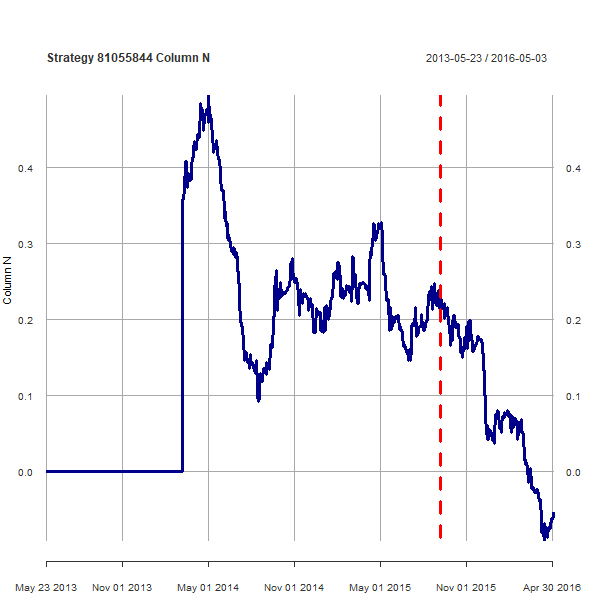 Strategy 81055844 Column N
2013-05-23 / 2016-05-03
Column N
0.4
0.3
0.2
0.1
0.0
0.4
0.3
0.2
0.1
0.0
May 23 2013
Nov 01 2013
May 01 2014
Nov 01 2014
May 01 2015
Nov 01 2015
Apr 30 2016